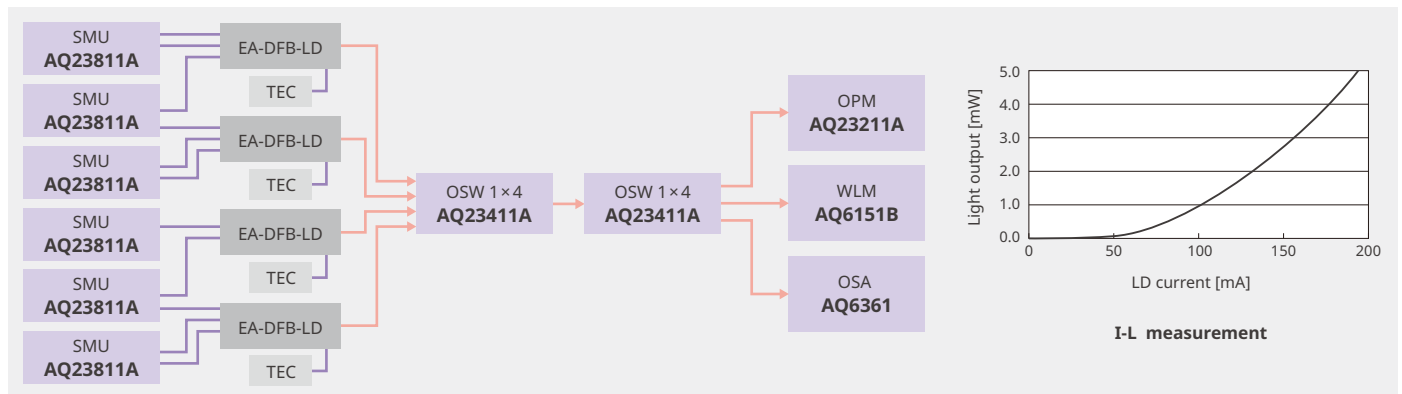 SMU
AQ23811A
SMU
AQ23811A
SMU
AQ23811A
SMU
AQ23811A
SMU
AQ23811A
SMU
AQ23811A
EA-DFB-LD
TEC
EA-DFB-LD
TEC
EA-DFB-LD
TEC
EA-DFB-LD
TEC
OSW 1×4
AQ23411A
OSW 1×4
AQ23411A
OPM
AQ23211A
WLM
AQ6151B
OSA
AQ6361
Light output [mW]
5.0
4.0
3.0
2.0
1.0
0.0
0 50 100 150 200
LD current [mA]
I-L measurement